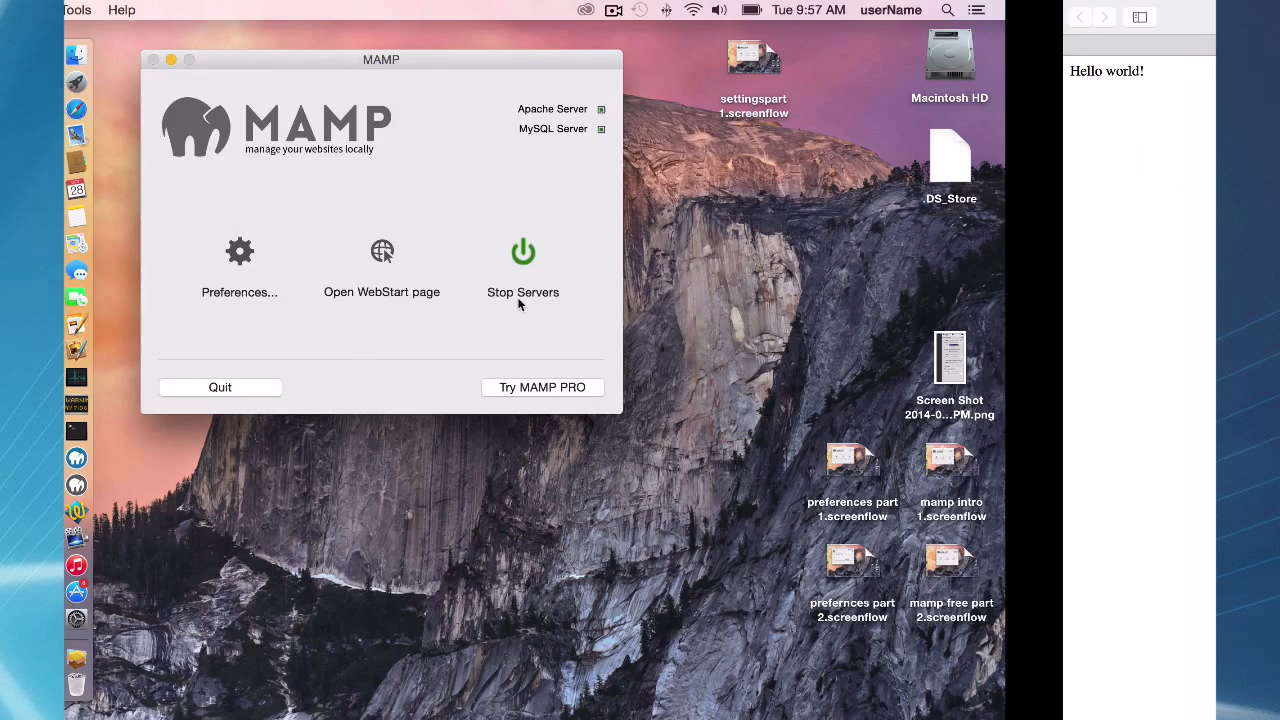 Tools Help
Tue 9:57 AM userName
MAMP
MAMP
manage your websites locally
Apache Server
MySQL Server
Preferences...
Open WebStart page
Stop Servers
Quit
Try MAMP PRO
settingspart
1.screenflow
Macintosh HD
.DS_Store
Screen Shot
2014-0...PM.png
preferences part
1.screenflow
mamp intro
1.screenflow
prefernces part
2.screenflow
mamp free part
2.screenflow
28
Hello world!